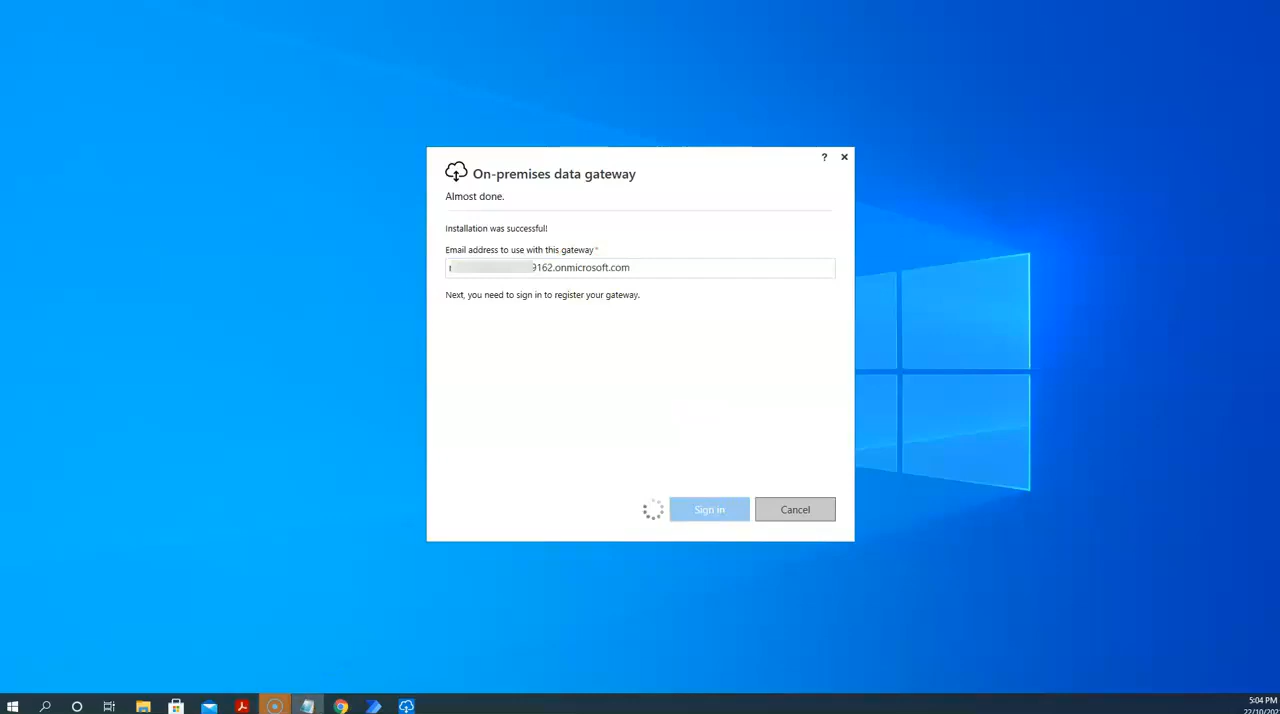 ? ×
On-premises data gateway
Almost done.
Installation was successful!
Email address to use with this gateway*
9162.onmicrosoft.com
Next, you need to sign in to register your gateway.
Sign in
Cancel
5:04 PM